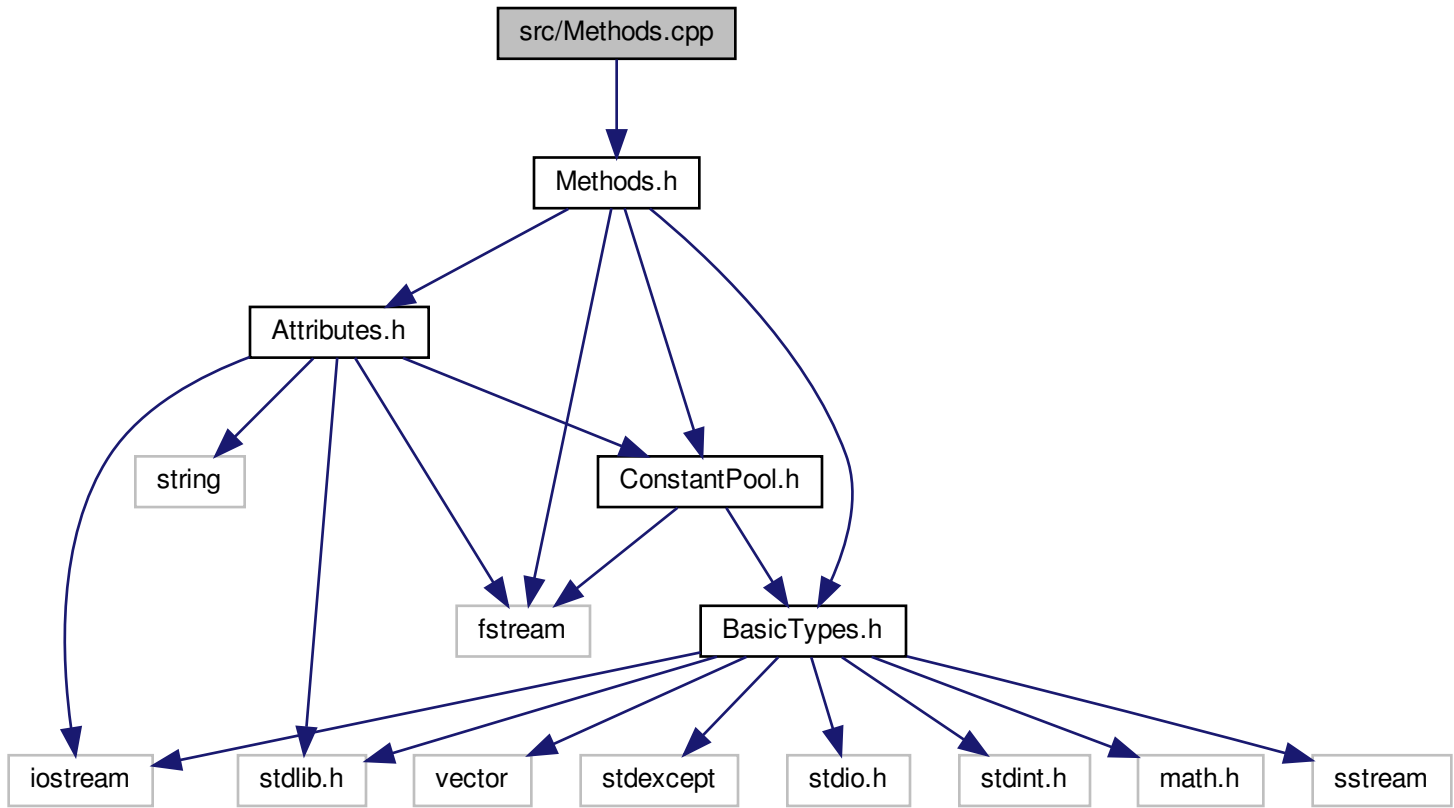 src/Methods.cpp
Methods.h
Attributes.h
string
ConstantPool.h
fstream
BasicTypes.h
iostream
stdlib.h
vector
stdexcept
stdio.h
stdint.h
math.h
sstream